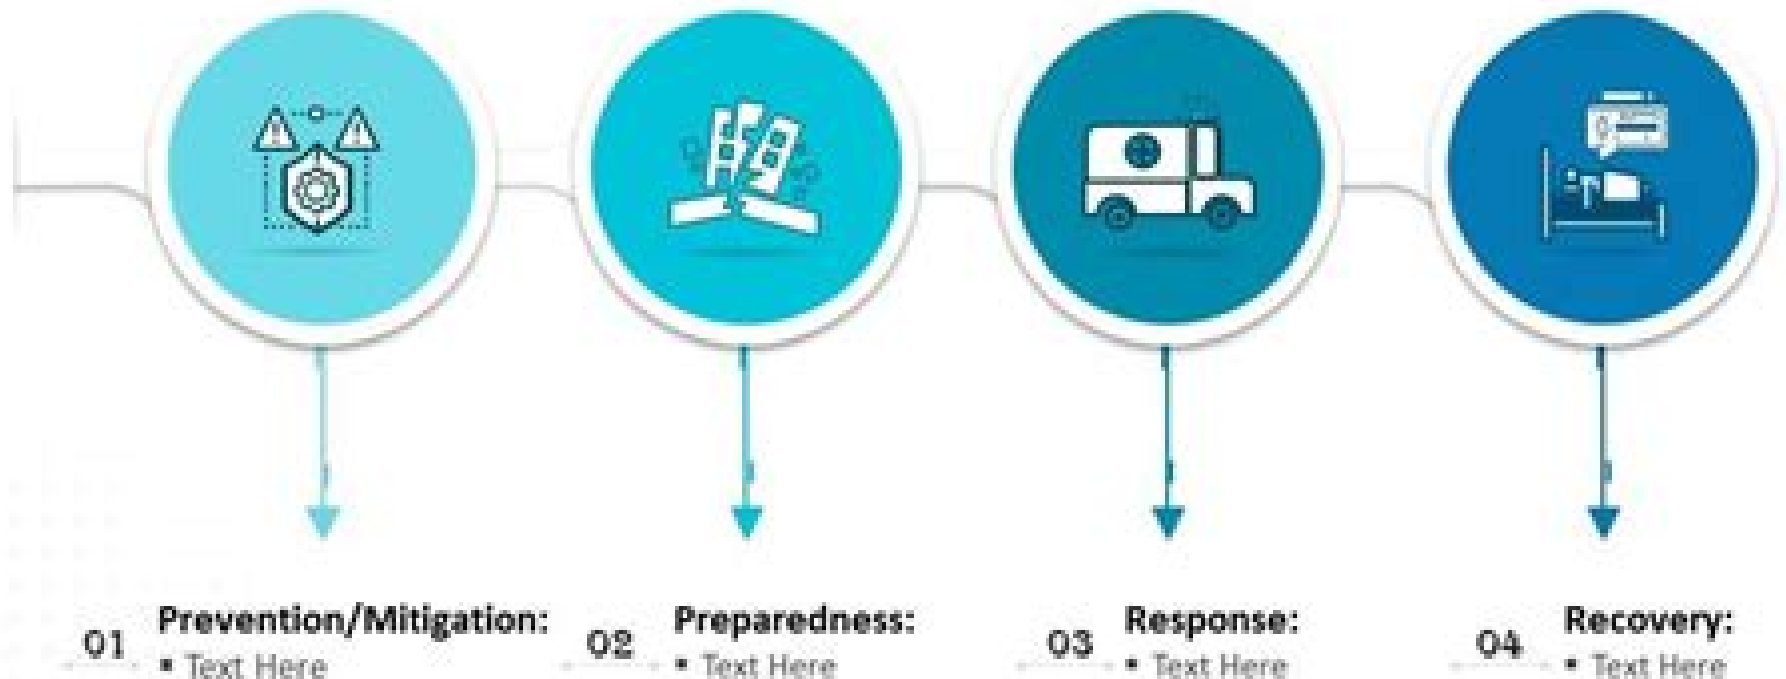 01
Prevention/Mitigation:
▪ Text Here
02
Preparedness:
▪ Text Here
03
Response:
▪ Text Here
04
Recovery:
▪ Text Here